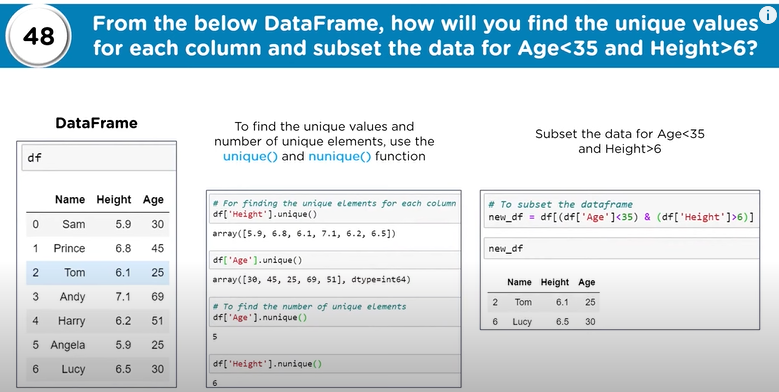 48
From the below DataFrame, how will you find the unique values
for each column and subset the data for Age<35 and Height>6?
i
DataFrame
df
Name Height Age
0 Sam 5.9 30
1 Prince 6.8 45
2 Tom 6.1 25
3 Andy 7.1 69
4 Harry 6.2 51
5 Angela 5.9 25
6 Lucy 6.5 30
To find the unique values and
number of unique elements, use the
unique() and nunique() function
# For finding the unique elements for each column
df['Height'].unique()
array([5.9, 6.8, 6.1, 7.1, 6.2, 6.5])
df['Age'].unique()
array([30, 45, 25, 69, 51], dtype=int64)
# To find the number of unique elements
df['Age'].nunique()
5
df['Height'].nunique()
6
Subset the data for Age<35
and Height>6
# To subset the dataframe
new_df = df[(df['Age']<35) & (df['Height']>6)]
new_df
Name Height Age
2 Tom 6.1 25
6 Lucy 6.5 30